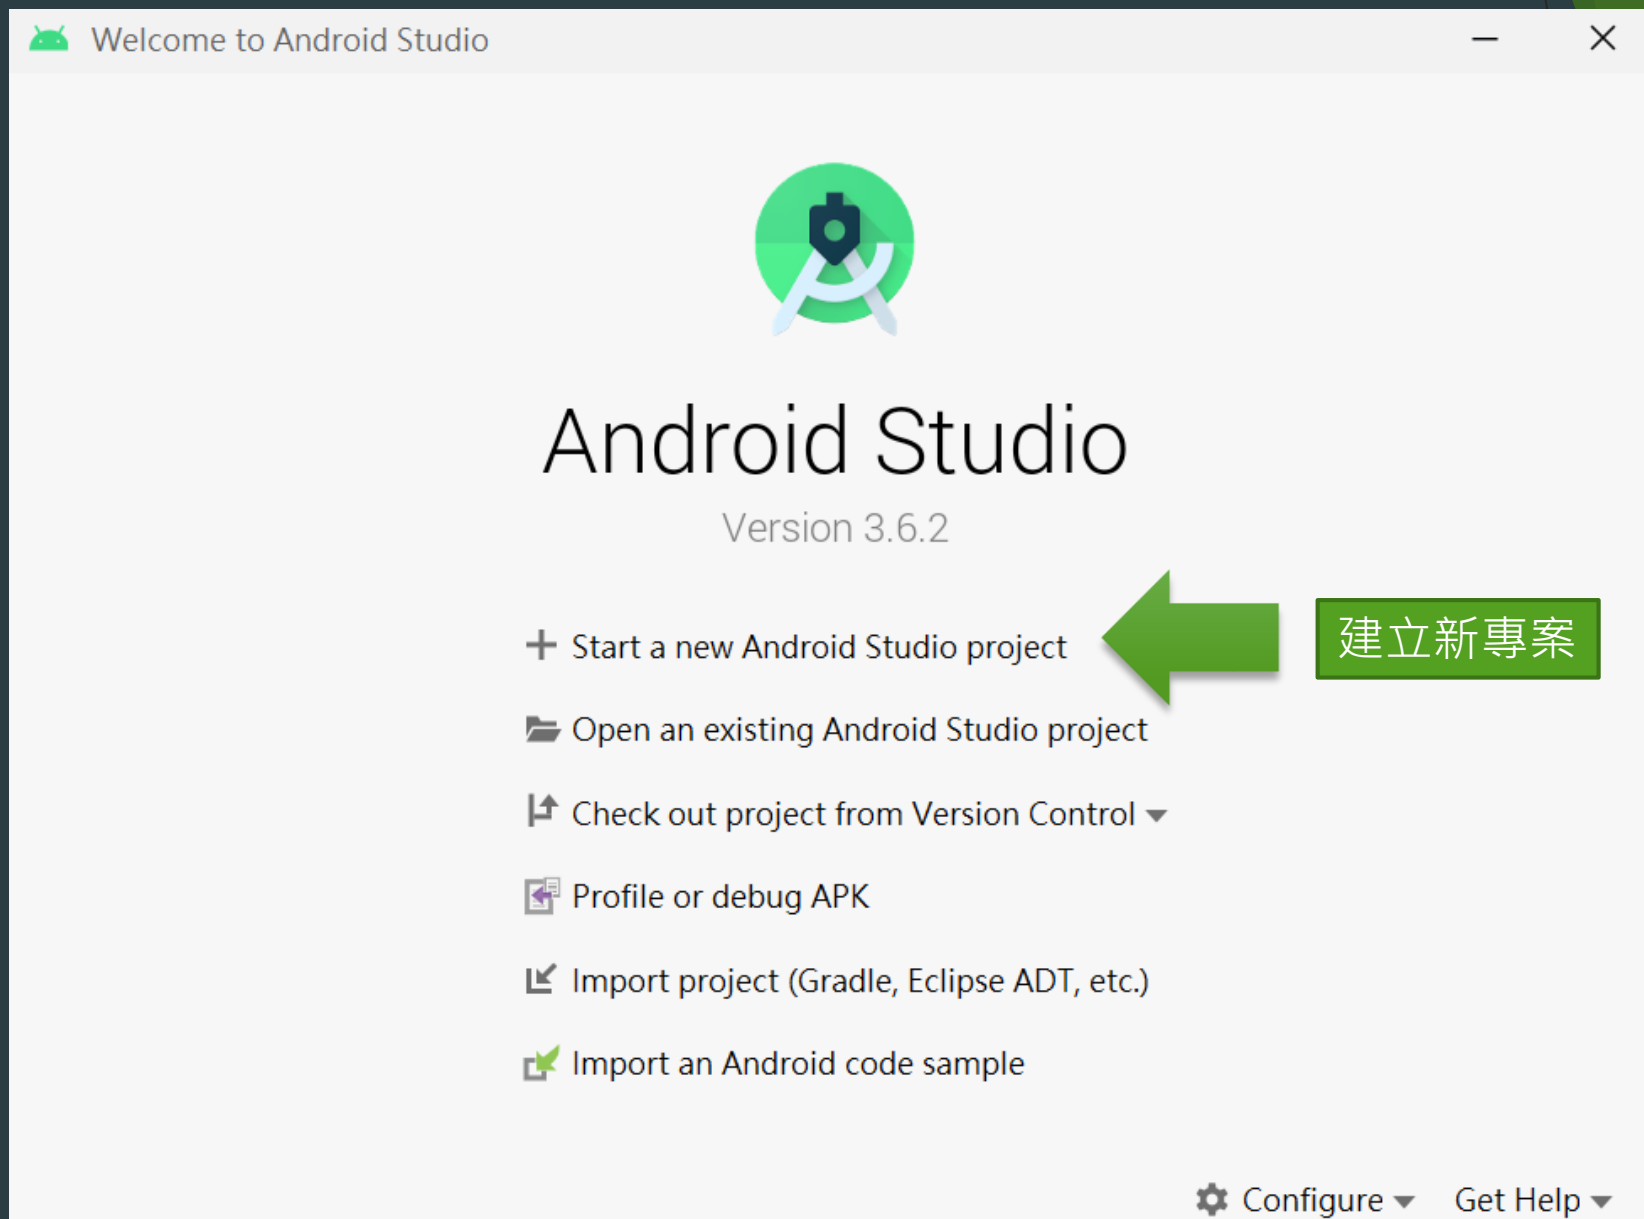 Welcome to Android Studio
Android Studio
Version 3.6.2
Start a new Android Studio project
建立新專案
Open an existing Android Studio project
Check out project from Version Control
Profile or debug APK
Import project (Gradle, Eclipse ADT, etc.)
Import an Android code sample
Configure
Get Help